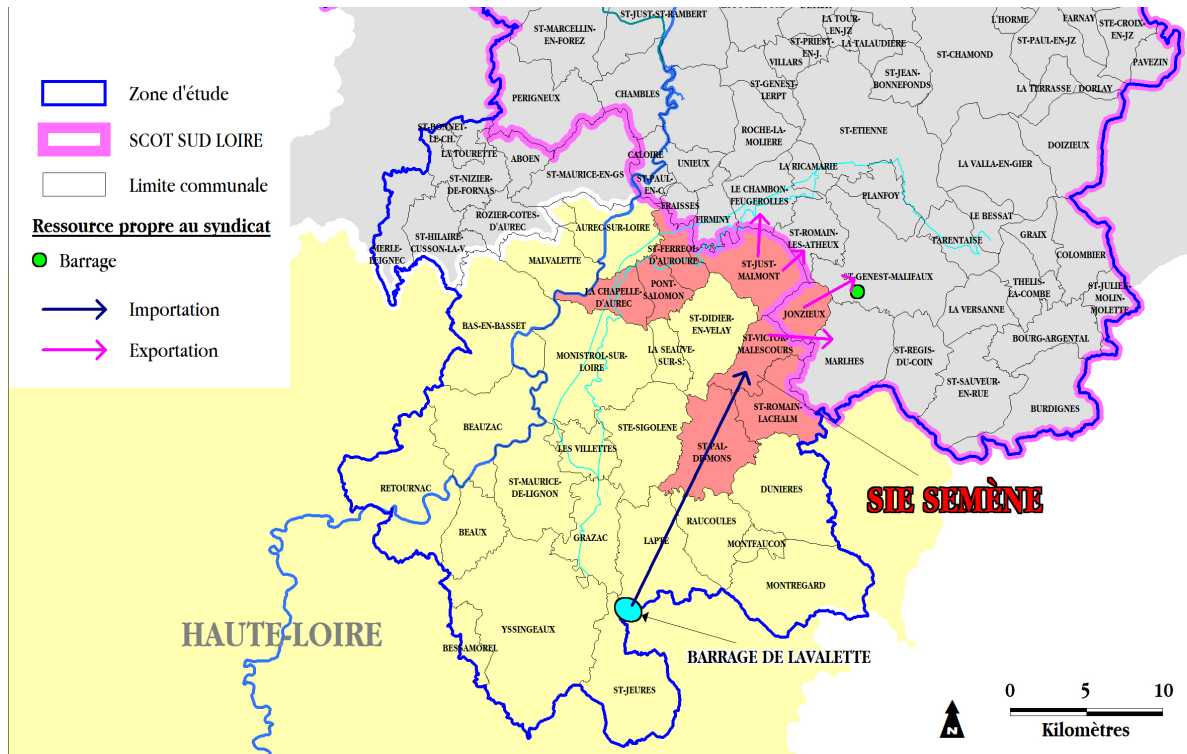 ST-JUST-ST-RAMBERT
ST-MARCELLIN-
EN-FOREZ
LA TOUR-
EN-JZ
L'HORME
FARNAY
STE-CROIX-
EN-JZ
ST-PRIEST-
EN-J.
LA TALAUDIÈRE
ST-PAUL-EN-JZ
VILLARS
ST-CHAMOND
PAVEZIN
ST-GENEST-
LERPT
ST-JEAN-
BONNEFONDS
LA TERRASSE / DORLAY
PERIGNEUX
CHAMBLES
Zone d'étude
SCOT SUD LOIRE
Limite communale
Ressource propre au syndicat
Barrage
Importation
Exportation
ST-BONNET-
LE-CH.
LA TOURETTE
ABOEN
CALOIRE
ROCHE-LA-
MOLIERE
ST-ETIENNE
DOIZIEUX
UNIEUX
LA RICAMARIE
LA VALLA-EN-GIER
ST-NIZIER-
DE-FORNAS
ST-MAURICE-EN-GS
ST-PAUL-
EN-C.
LE CHAMBON-
FEUGEROLLES
PLANFOY
ROZIER-COTES-
D'AUREC
FRAISSES
FIRMINY
LE BESSAT
ST-HILAIRE-
CUSSON-LA-V.
AUREC-SUR-LOIRE
ST-ROMAIN-
LES-ATHEUX
TARENTAISE
GRAIX
MERLE-
LEIGNEC
MALVALETTE
ST-FERREOL-
D'AUROURE
COLOMBIER
ST-JUST-
MALMONT
ST-GENEST-MALIFAUX
PONT-
SALOMON
LA CHAPELLE-
D'AUREC
THELIS-
LA-COMBE
ST-JULIEN-
MOLIN-
MOLETTE
JONZIEUX
LA VERSANNE
BAS-EN-BASSET
ST-DIDIER-
EN-VELAY
BOURG-ARGENTAL
ST-VICTOR-
MALESCOURS
MONISTROL-SUR-
LOIRE
LA SEAUVE-
SUR-S.
MARLHES
ST-REGIS-
DU-COIN
ST-SAUVEUR-
EN-RUE
BURDIGNES
BEAUZAC
STE-SIGOLENE
ST-ROMAIN-
LACHALM
LES VILLETTES
ST-PAL-
DE-MONS
RETOURNAC
ST-MAURICE-
DE-LIGNON
DUNIERES
SIE SEMÈNE
RAUCOULES
BEAUX
GRAZAC
LAPTE
MONTFAUCON
MONTREGARD
HAUTE-LOIRE
YSSINGEAUX
BESSAMOREL
BARRAGE DE LAVALETTE
ST-JEURES
N
0 5 10
Kilomètres